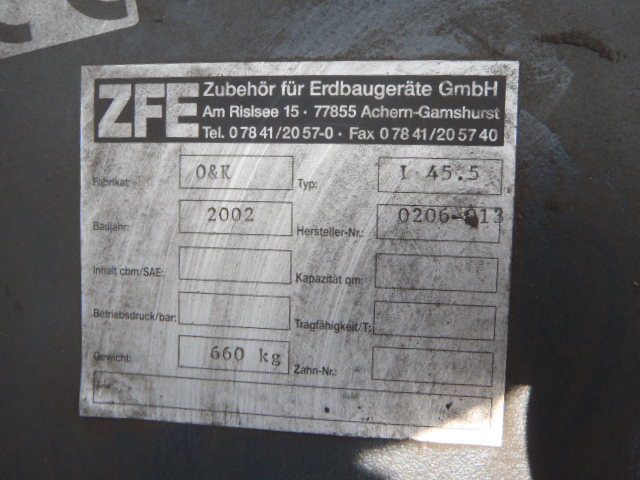 ZFE
Zubehör für Erdbaugeräte GmbH
Am Risisee 15 · 77855 Achern-Gamshurst
Tel. 0 78 41/20 57-0 · Fax 0 78 41/20 57 40
Fabrikat: O&K Typ: L 45.5
Baujahr: 2002 Hersteller-Nr.: 0206-013
Inhalt cbm/SAE: Kapazität qm:
Betriebsdruck/bar: Tragfähigkeit/T:
Gewicht: 660 kg Zahn-Nr.: